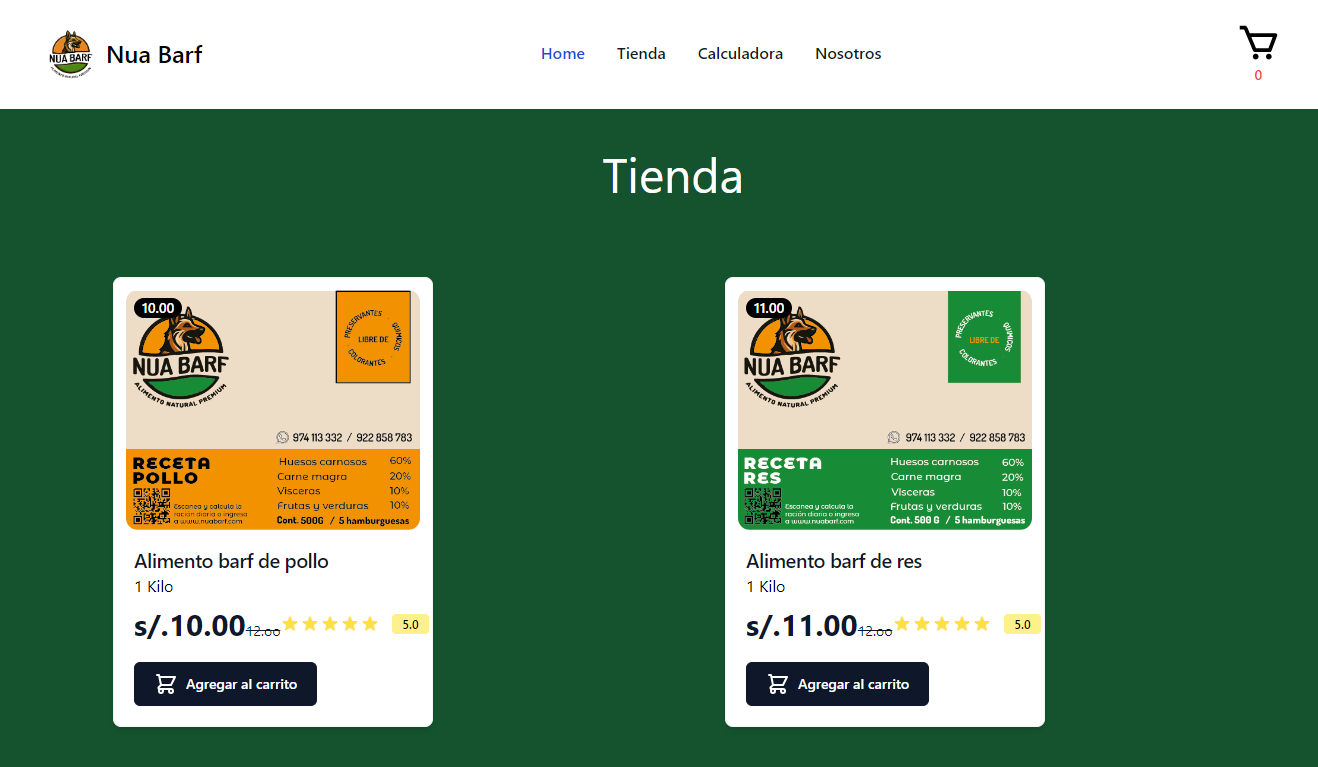 NUA BARF
Nua Barf
Home
Tienda
Calculadora
Nosotros
0
Tienda
10.00
NUA BARF
ALIMENTO NATURAL PREMIUM
PRESERVANTES
QUIMICOS
LIBRE DE
COLORANTES
974 113 332 / 922 858 783
RECETA
POLLO
Huesos carnosos 60%
Carne magra 20%
Visceras 10%
Frutas y verduras 10%
Escanea y calcula la
ración diaria o ingresa
a www.nuabarf.com
Cont. 500G / 5 hamburguesas
Alimento barf de pollo
1 Kilo
s/.10.00 12.00 5.0
Agregar al carrito
11.00
NUA BARF
ALIMENTO NATURAL PREMIUM
PRESERVANTES
QUIMICOS
LIBRE DE
COLORANTES
974 113 332 / 922 858 783
RECETA
RES
Huesos carnosos 60%
Carne magra 20%
Visceras 10%
Frutas y verduras 10%
Escanea y calcula la
ración diaria o ingresa
a www.nuabarf.com
Cont. 500 G / 5 hamburguesas
Alimento barf de res
1 Kilo
s/.11.00 12.00 5.0
Agregar al carrito